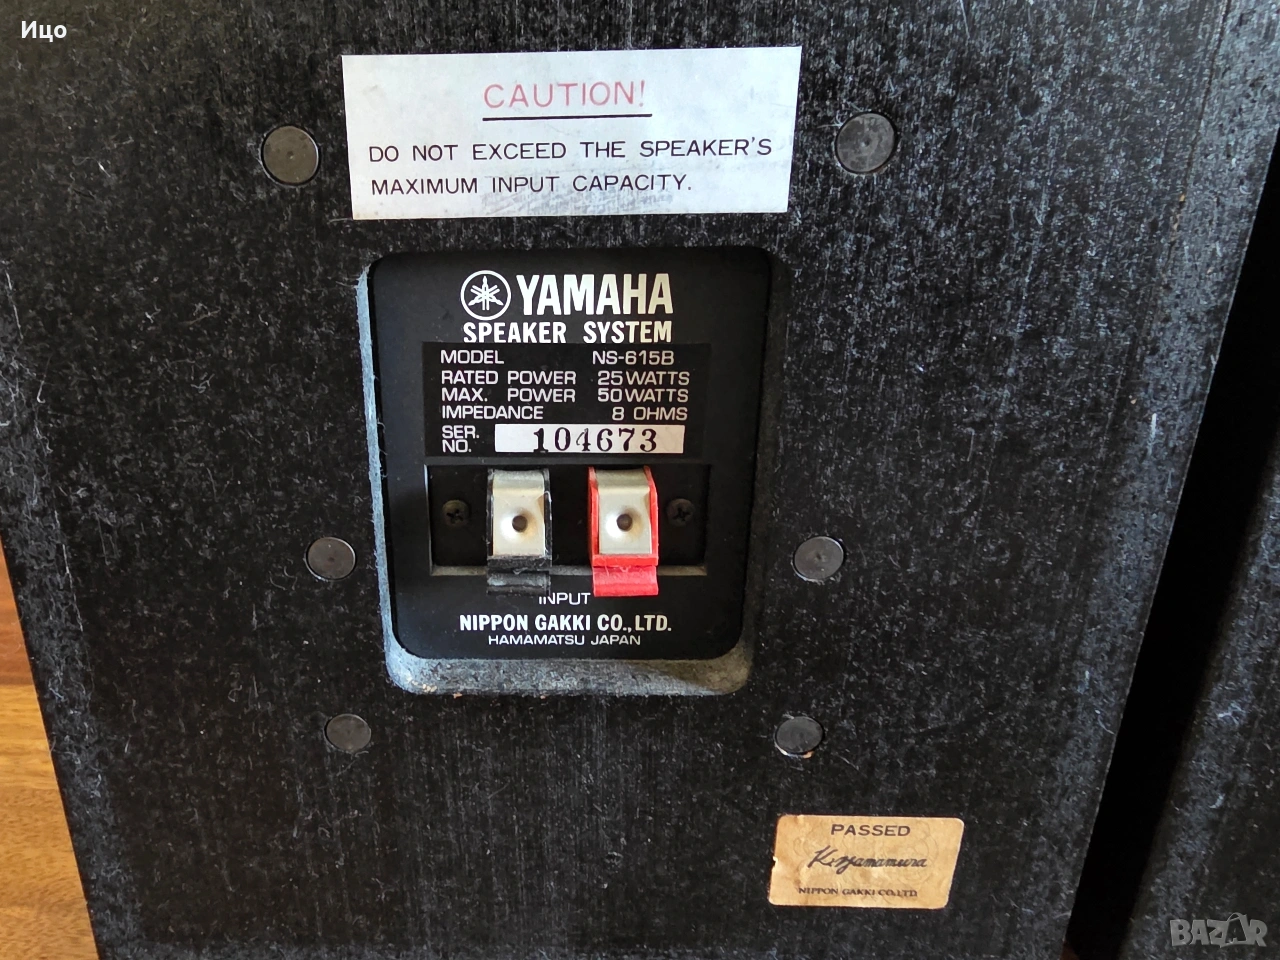 Ицо
CAUTION!
DO NOT EXCEED THE SPEAKER'S
MAXIMUM INPUT CAPACITY.
YAMAHA
SPEAKER SYSTEM
MODEL NS-615B
RATED POWER 25 WATTS
MAX. POWER 50 WATTS
IMPEDANCE 8 OHMS
SER. NO. 104673
INPUT
NIPPON GAKKI CO., LTD.
HAMAMATSU JAPAN
PASSED
K. Yamamura
NIPPON GAKKI CO., LTD.
BAZAR